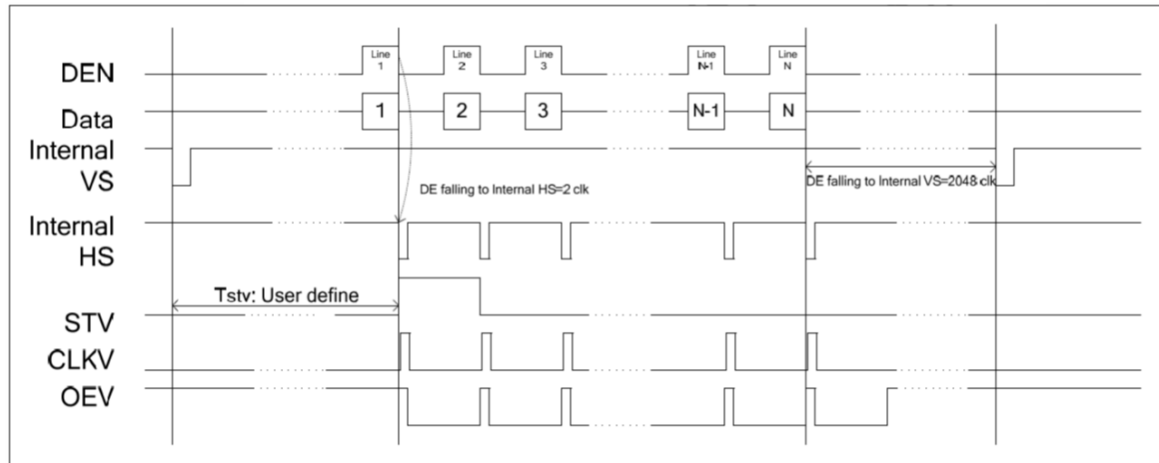 DEN
Line
1
Line
2
Line
3
Line
N-1
Line
N
Data
1
2
3
N-1
N
Internal
VS
DE falling to Internal HS=2 clk
DE falling to Internal VS=2048 clk
Internal
HS
Tstv: User define
STV
CLKV
OEV